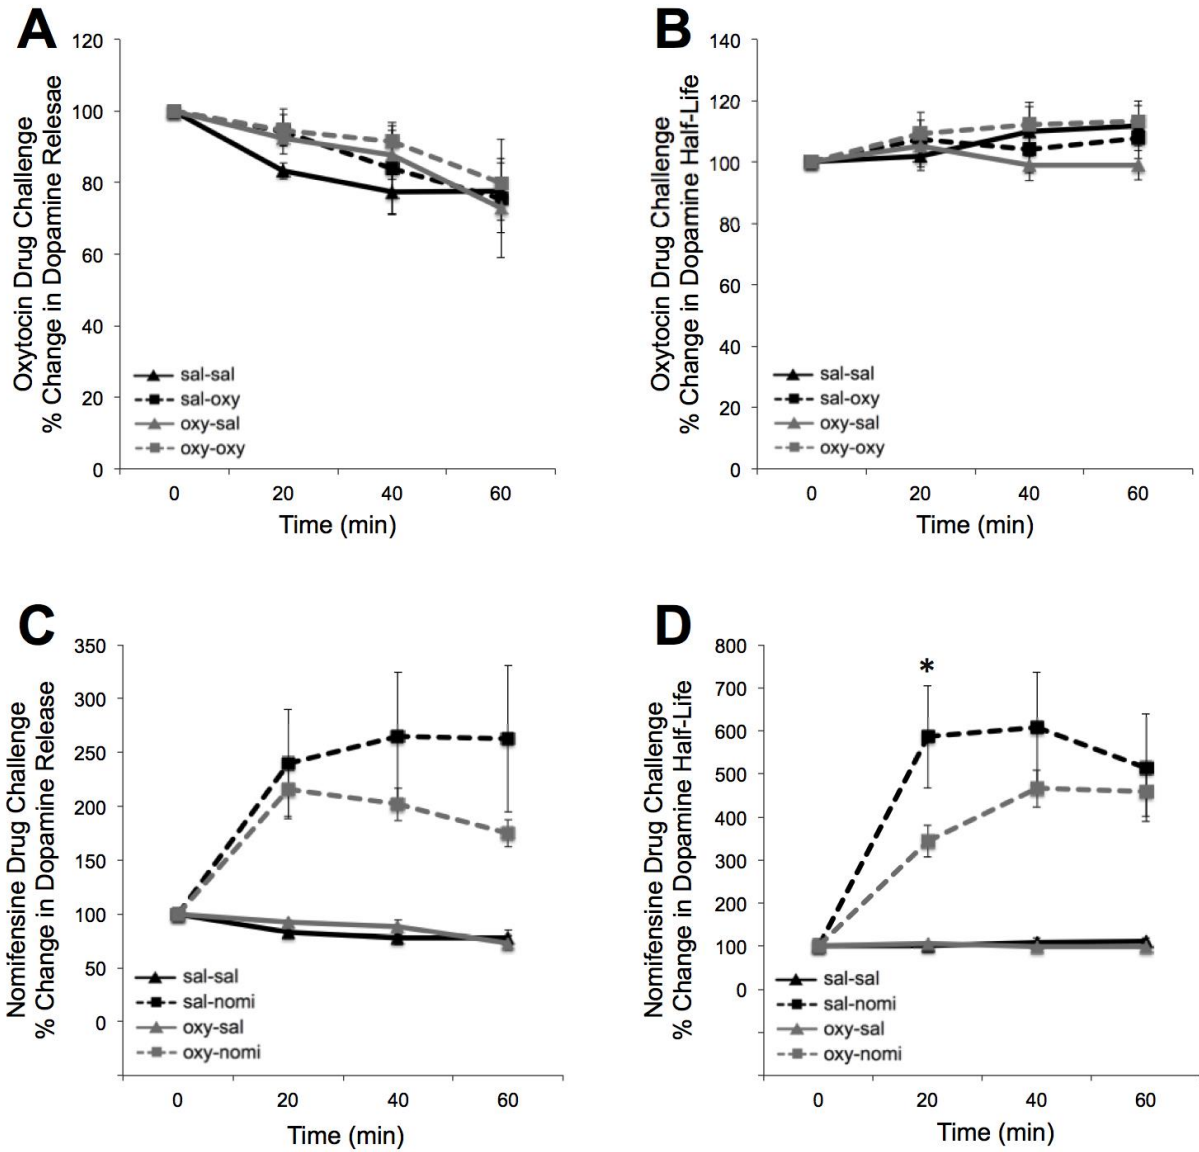 A
Oxytocin Drug Challenge
% Change in Dopamine Relesae
120
100
80
60
40
20
0
sal-sal
sal-oxy
oxy-sal
oxy-oxy
0 20 40 60
Time (min)
B
Oxytocin Drug Challenge
% Change in Dopamine Half-Life
140
120
100
80
60
40
20
0
sal-sal
sal-oxy
oxy-sal
oxy-oxy
0 20 40 60
Time (min)
C
Nomifensine Drug Challenge
% Change in Dopamine Release
350
300
250
200
150
100
50
0
sal-sal
sal-nomi
oxy-sal
oxy-nomi
0 20 40 60
Time (min)
D
Nomifensine Drug Challenge
% Change in Dopamine Half-Life
800
700
600
500
400
300
200
100
0
*
sal-sal
sal-nomi
oxy-sal
oxy-nomi
0 20 40 60
Time (min)